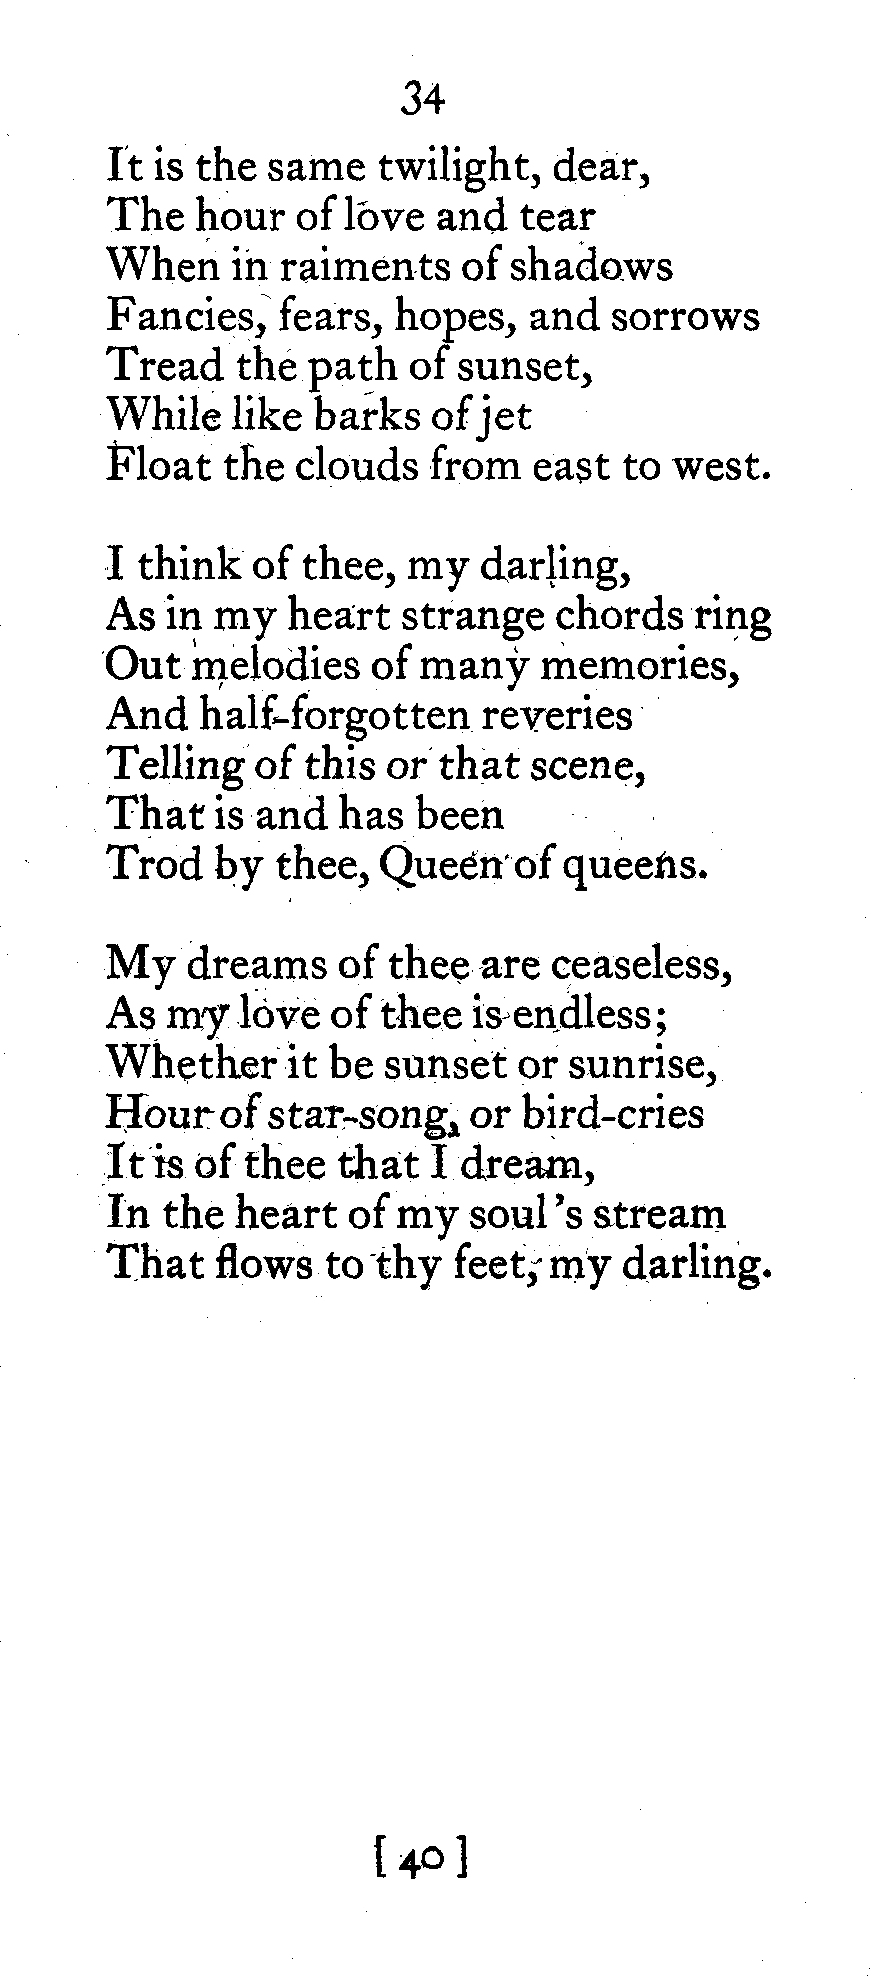 34
It is the same twilight, dear,
The hour of love and tear
When in raiments of shadows
Fancies, fears, hopes, and sorrows
Tread the path of sunset,
While like barks of jet
Float the clouds from east to west.
I think of thee, my darling,
As in my heart strange chords ring
Out melodies of many memories,
And half-forgotten reveries
Telling of this or that scene,
That is and has been
Trod by thee, Queen of queens.
My dreams of thee are ceaseless,
As my love of thee is endless;
Whether it be sunset or sunrise,
Hour of star-song, or bird-cries
It is of thee that I dream,
In the heart of my soul's stream
That flows to thy feet, my darling.
[40]